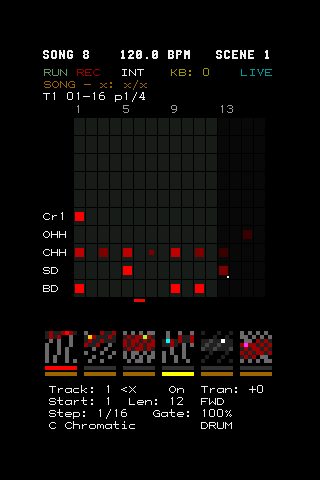 SONG 8 120.0 BPM SCENE 1
RUN REC INT KB: 0 LIVE
SONG - x: x/x
T1 01-16 p1/4
1 5 9 13
Cr1
OHH
CHH
SD
BD
Track: 1 <X On Tran: +0
Start: 1 Len: 12 FWD
Step: 1/16 Gate: 100%
C Chromatic DRUM